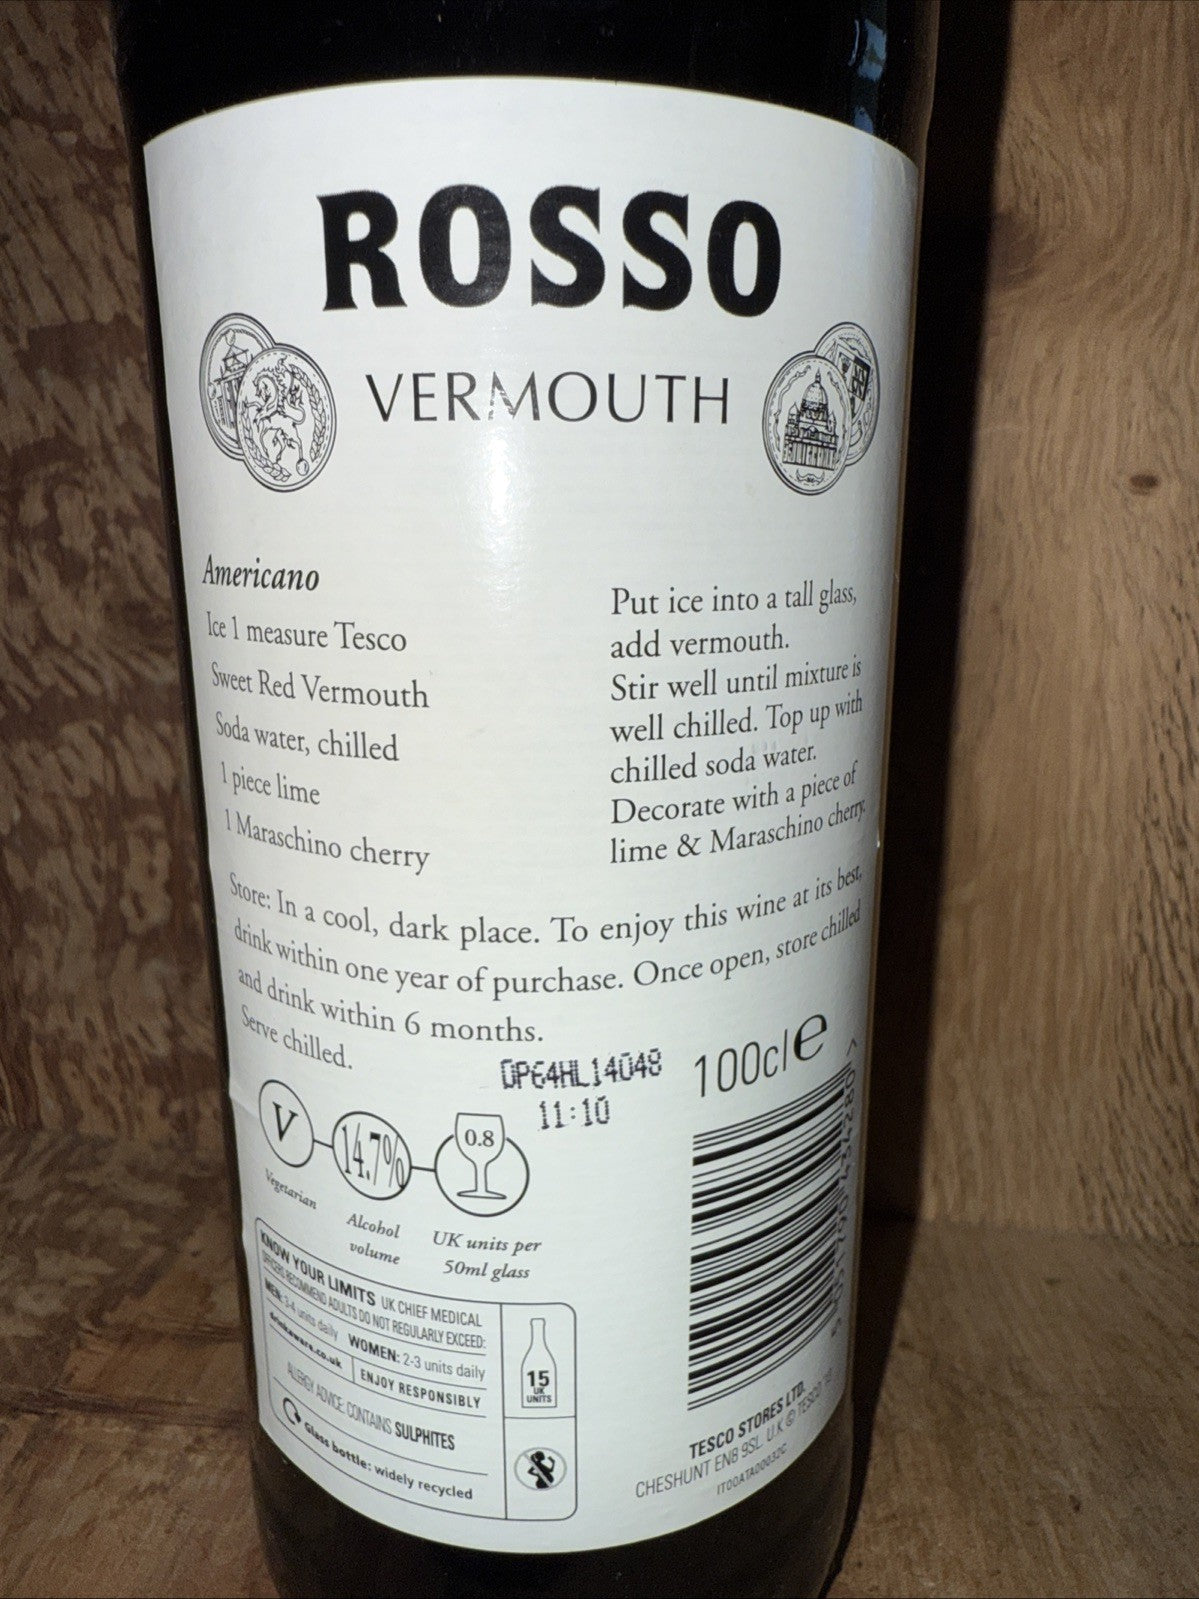 ROSSO
VERMOUTH
Americano
Ice 1 measure Tesco
Sweet Red Vermouth
Soda water, chilled
1 piece lime
1 Maraschino cherry
Put ice into a tall glass,
add vermouth.
Stir well until mixture is
well chilled. Top up with
chilled soda water.
Decorate with a piece of
lime & Maraschino cherry.
Store: In a cool, dark place. To enjoy this wine at its best,
drink within one year of purchase. Once open, store chilled
and drink within 6 months.
Serve chilled.
0P64HL14048
11:10
100cl e
V
14.7%
0.8
Vegetarian
Alcohol
volume
UK units per
50ml glass
KNOW YOUR LIMITS UK CHIEF MEDICAL
OFFICERS RECOMMEND ADULTS DO NOT REGULARLY EXCEED:
MEN: 3-4 units daily WOMEN: 2-3 units daily
drinkaware.co.uk ENJOY RESPONSIBLY
ALLERGY ADVICE: CONTAINS SULPHITES
Glass bottle: widely recycled
15
UK
UNITS
TESCO STORES LTD.
CHESHUNT EN8 9SL U.K © TESCO
IT00ATA00032C